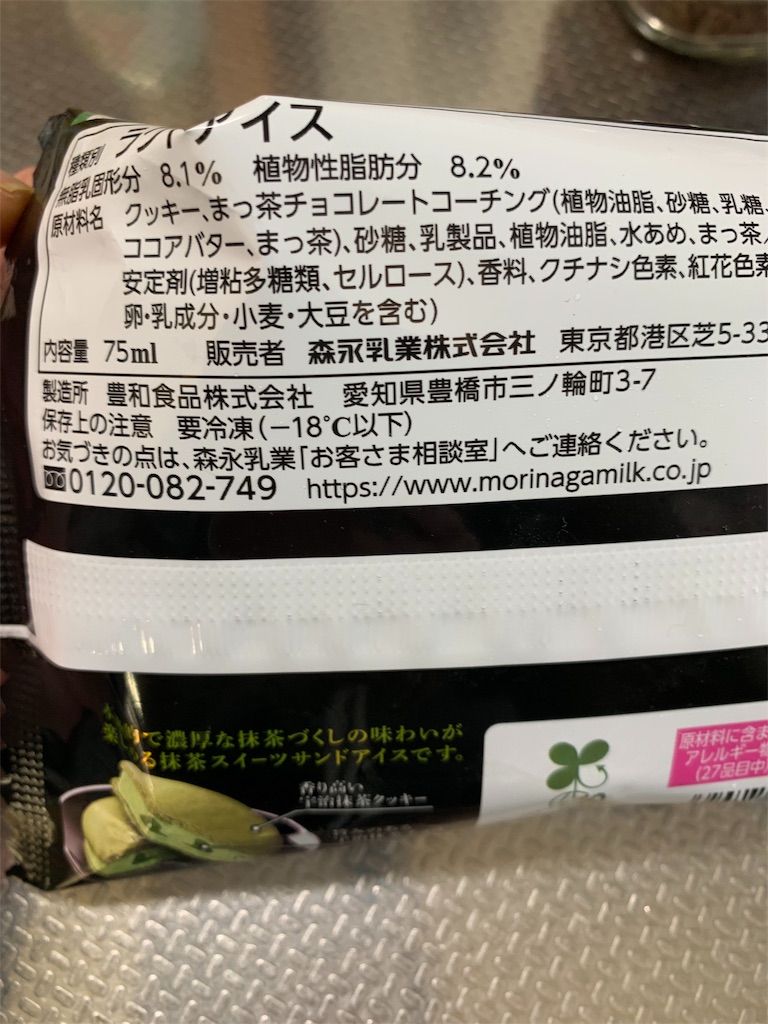 種類別 ラクトアイス
無脂乳固形分 8.1% 植物性脂肪分 8.2%
原材料名 クッキー、まっ茶チョコレートコーチング(植物油脂、砂糖、乳糖、
ココアバター、まっ茶)、砂糖、乳製品、植物油脂、水あめ、まっ茶/
安定剤(増粘多糖類、セルロース)、香料、クチナシ色素、紅花色素
卵・乳成分・小麦・大豆を含む)
内容量 75ml 販売者 森永乳業株式会社 東京都港区芝5-33
製造所 豊和食品株式会社 愛知県豊橋市三ノ輪町3-7
保存上の注意 要冷凍(-18℃以下)
お気づきの点は、森永乳業「お客さま相談室」へご連絡ください。
0120-082-749 https://www.morinagamilk.co.jp
で濃厚な抹茶づくしの味わいが
る抹茶スイーツサンドアイスです。
香り高い
宇治抹茶クッキー
原材料に含ま
アレルギー物
(27品目中)